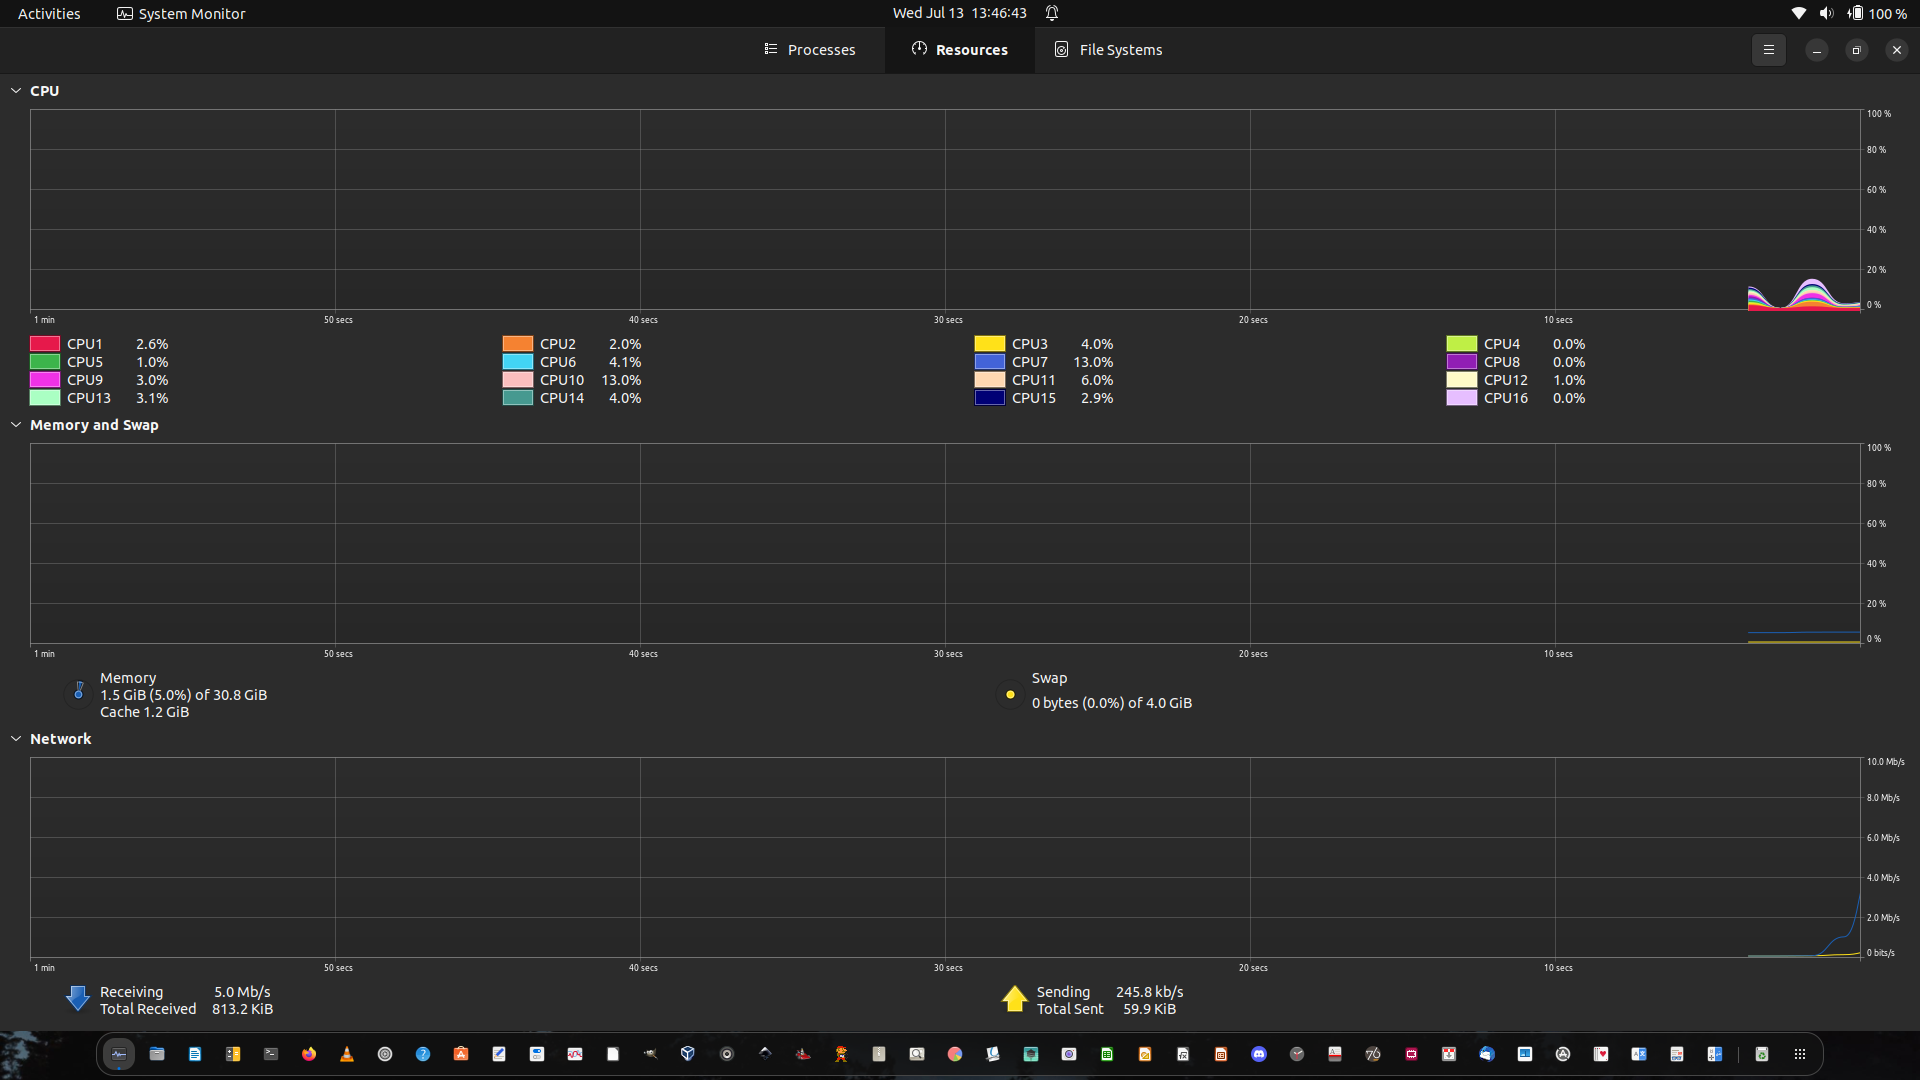 Activities System Monitor Wed Jul 13 13:46:43 100 %
Processes Resources File Systems
CPU
100 %
80 %
60 %
40 %
20 %
0 %
1 min 50 secs 40 secs 30 secs 20 secs 10 secs
CPU1 2.6% CPU2 2.0% CPU3 4.0% CPU4 0.0%
CPU5 1.0% CPU6 4.1% CPU7 13.0% CPU8 0.0%
CPU9 3.0% CPU10 13.0% CPU11 6.0% CPU12 1.0%
CPU13 3.1% CPU14 4.0% CPU15 2.9% CPU16 0.0%
Memory and Swap
100 %
80 %
60 %
40 %
20 %
0 %
1 min 50 secs 40 secs 30 secs 20 secs 10 secs
Memory
1.5 GiB (5.0%) of 30.8 GiB
Cache 1.2 GiB
Swap
0 bytes (0.0%) of 4.0 GiB
Network
10.0 Mb/s
8.0 Mb/s
6.0 Mb/s
4.0 Mb/s
2.0 Mb/s
0 bits/s
1 min 50 secs 40 secs 30 secs 20 secs 10 secs
Receiving 5.0 Mb/s
Total Received 813.2 KiB
Sending 245.8 kb/s
Total Sent 59.9 KiB